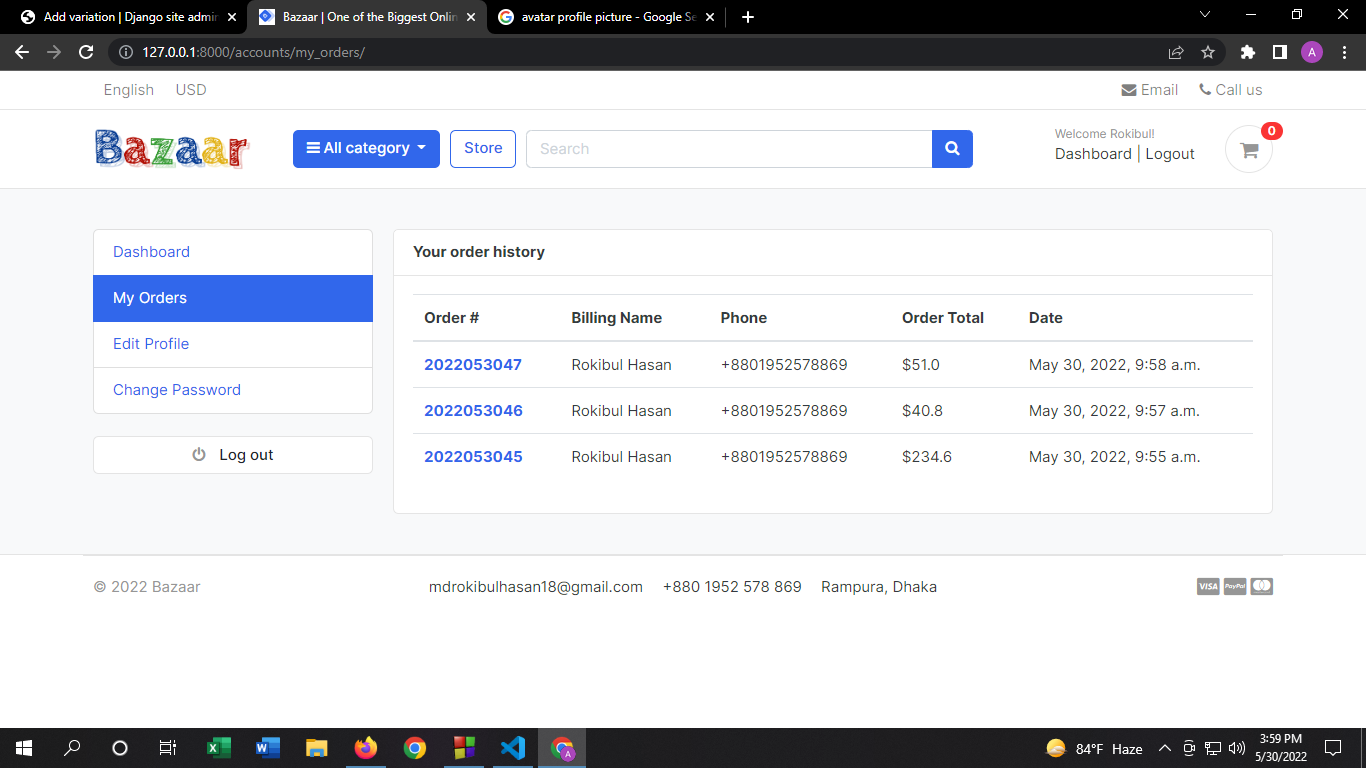 Add variation | Django site admin
Bazaar | One of the Biggest Onlin
avatar profile picture - Google Se
127.0.0.1:8000/accounts/my_orders/
A
English USD Email Call us
Bazaar
All category Store Search
Welcome Rokibul!
Dashboard | Logout
0
Dashboard
My Orders
Edit Profile
Change Password
Log out
Your order history
Order # Billing Name Phone Order Total Date
2022053047 Rokibul Hasan +8801952578869 $51.0 May 30, 2022, 9:58 a.m.
2022053046 Rokibul Hasan +8801952578869 $40.8 May 30, 2022, 9:57 a.m.
2022053045 Rokibul Hasan +8801952578869 $234.6 May 30, 2022, 9:55 a.m.
© 2022 Bazaar mdrokibulhasan18@gmail.com +880 1952 578 869 Rampura, Dhaka VISA PayPal
84°F Haze
3:59 PM
5/30/2022